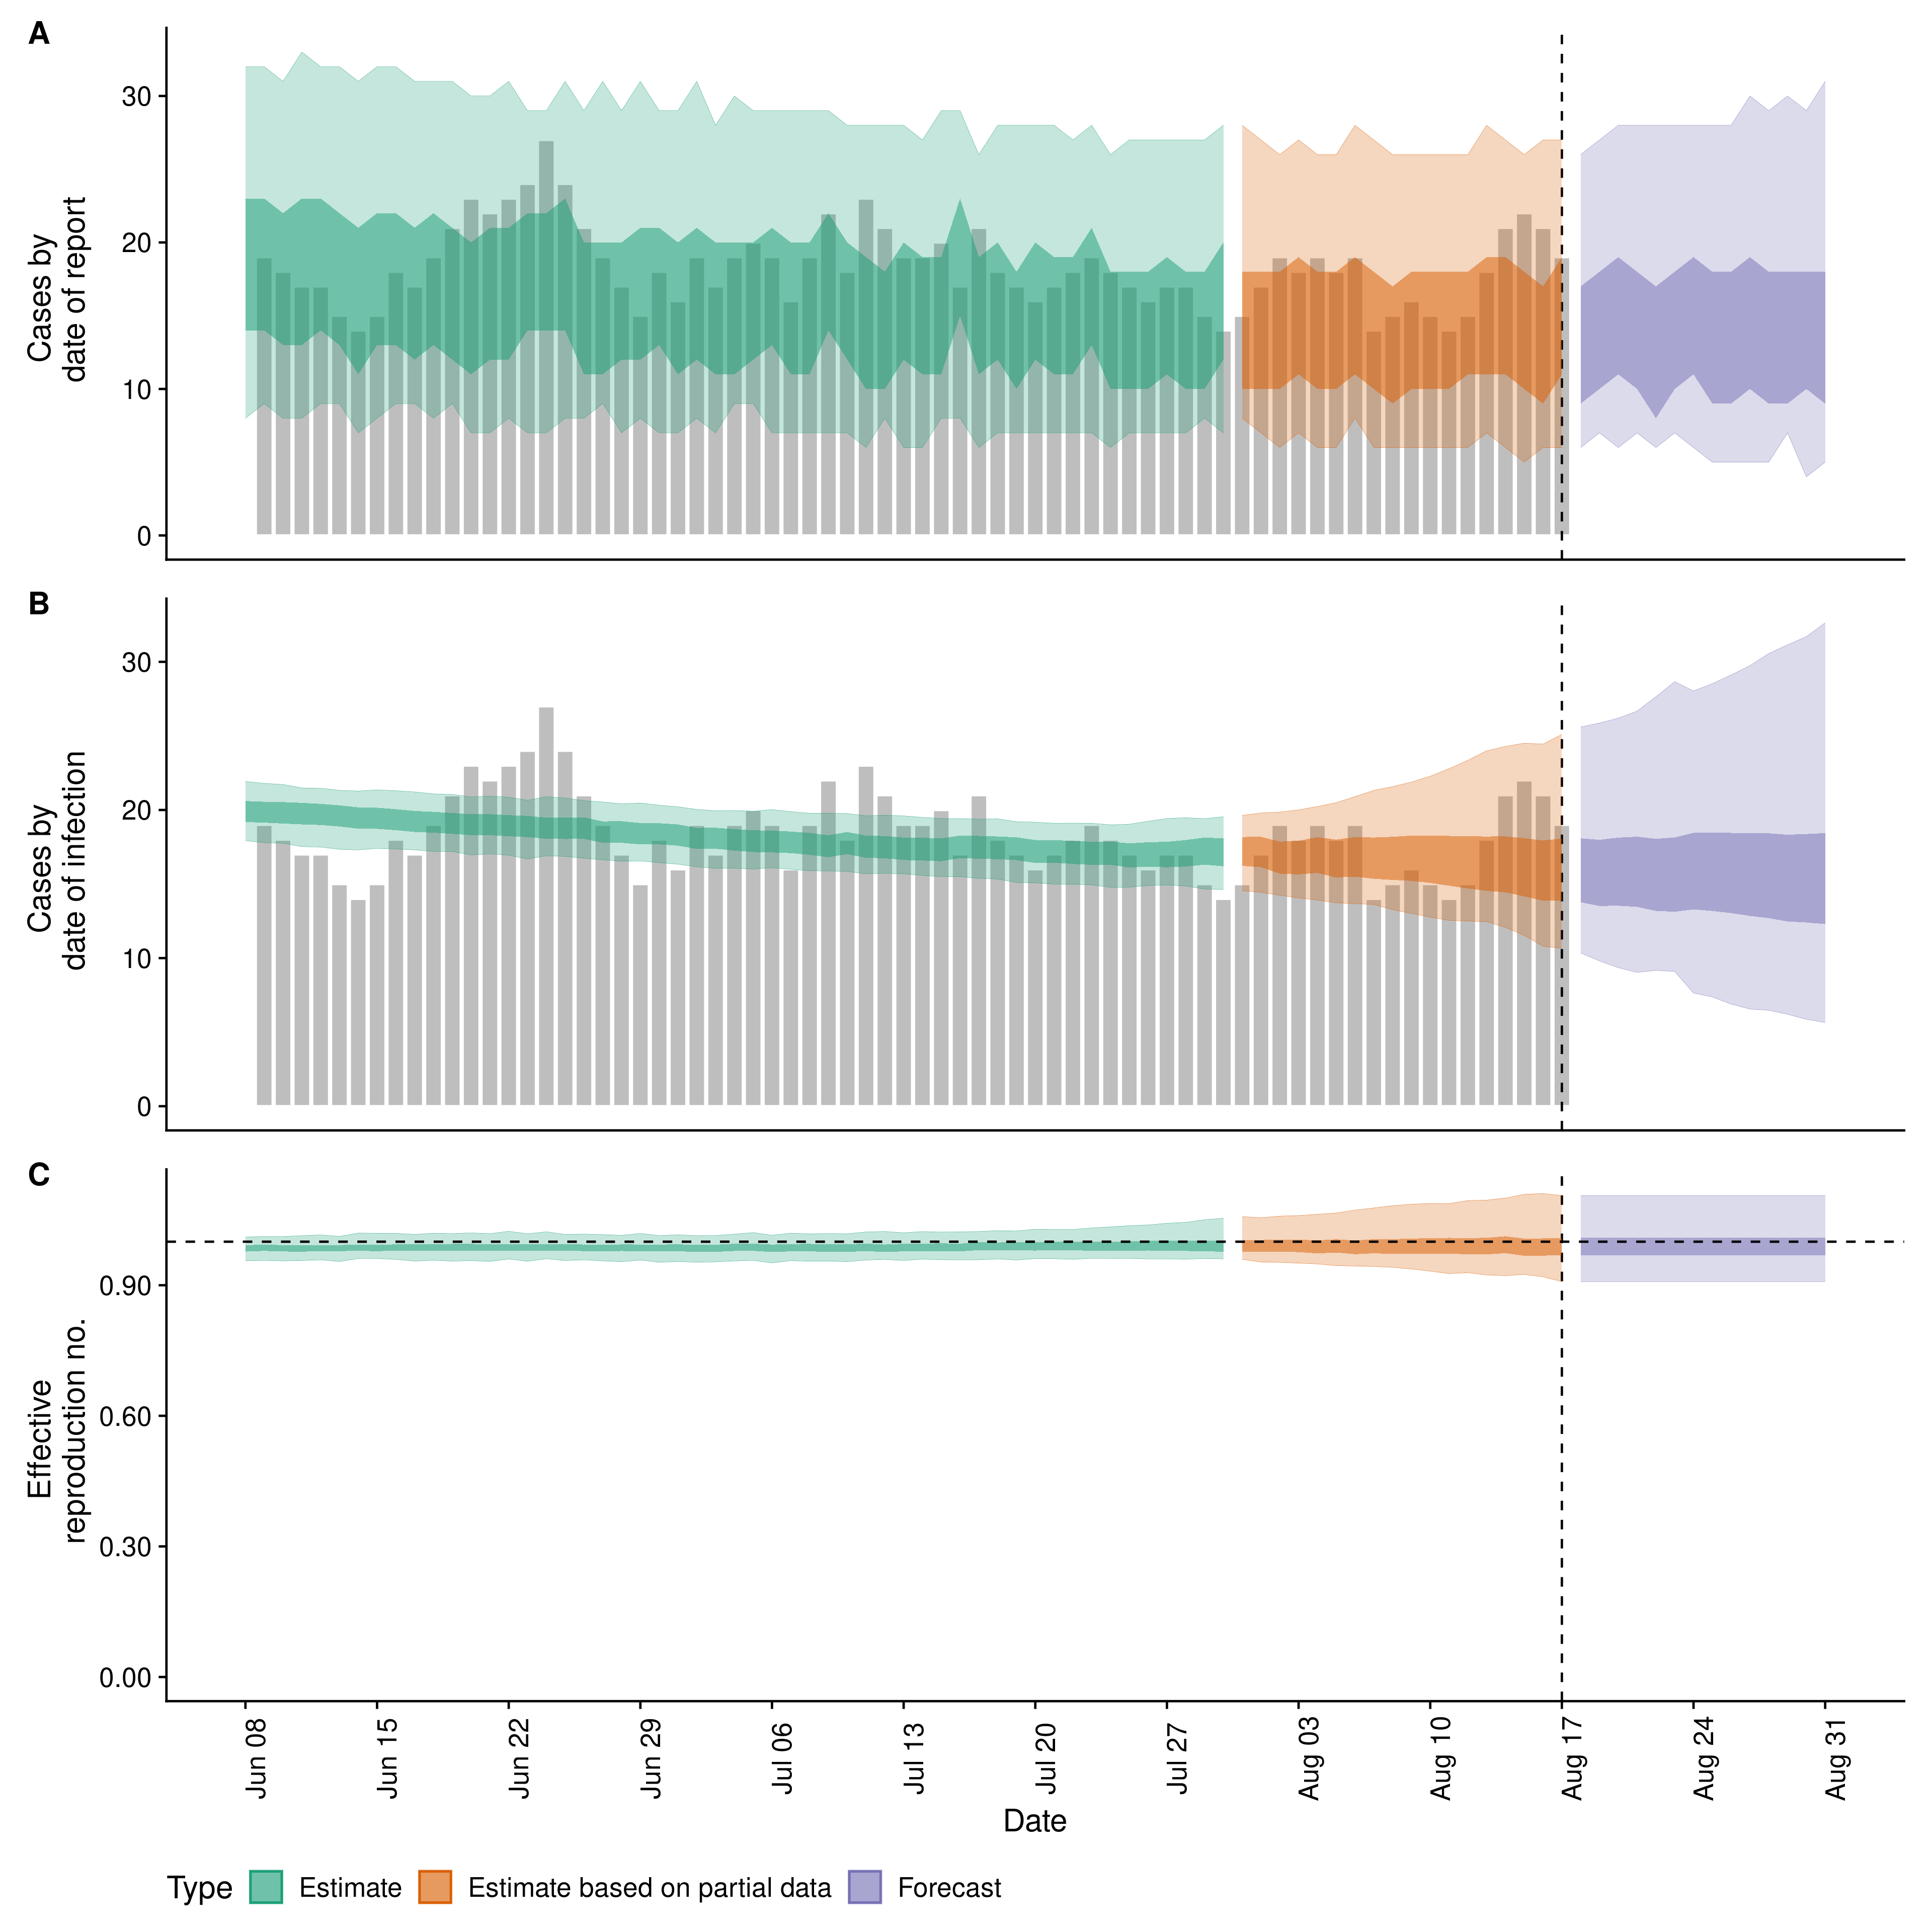 A
Cases by
date of report
30
20
10
0
B
Cases by
date of infection
30
20
10
0
C
Effective
reproduction no.
0.90
0.60
0.30
0.00
Jun 08
Jun 15
Jun 22
Jun 29
Jul 06
Jul 13
Jul 20
Jul 27
Aug 03
Aug 10
Aug 17
Aug 24
Aug 31
Date
Type Estimate Estimate based on partial data Forecast